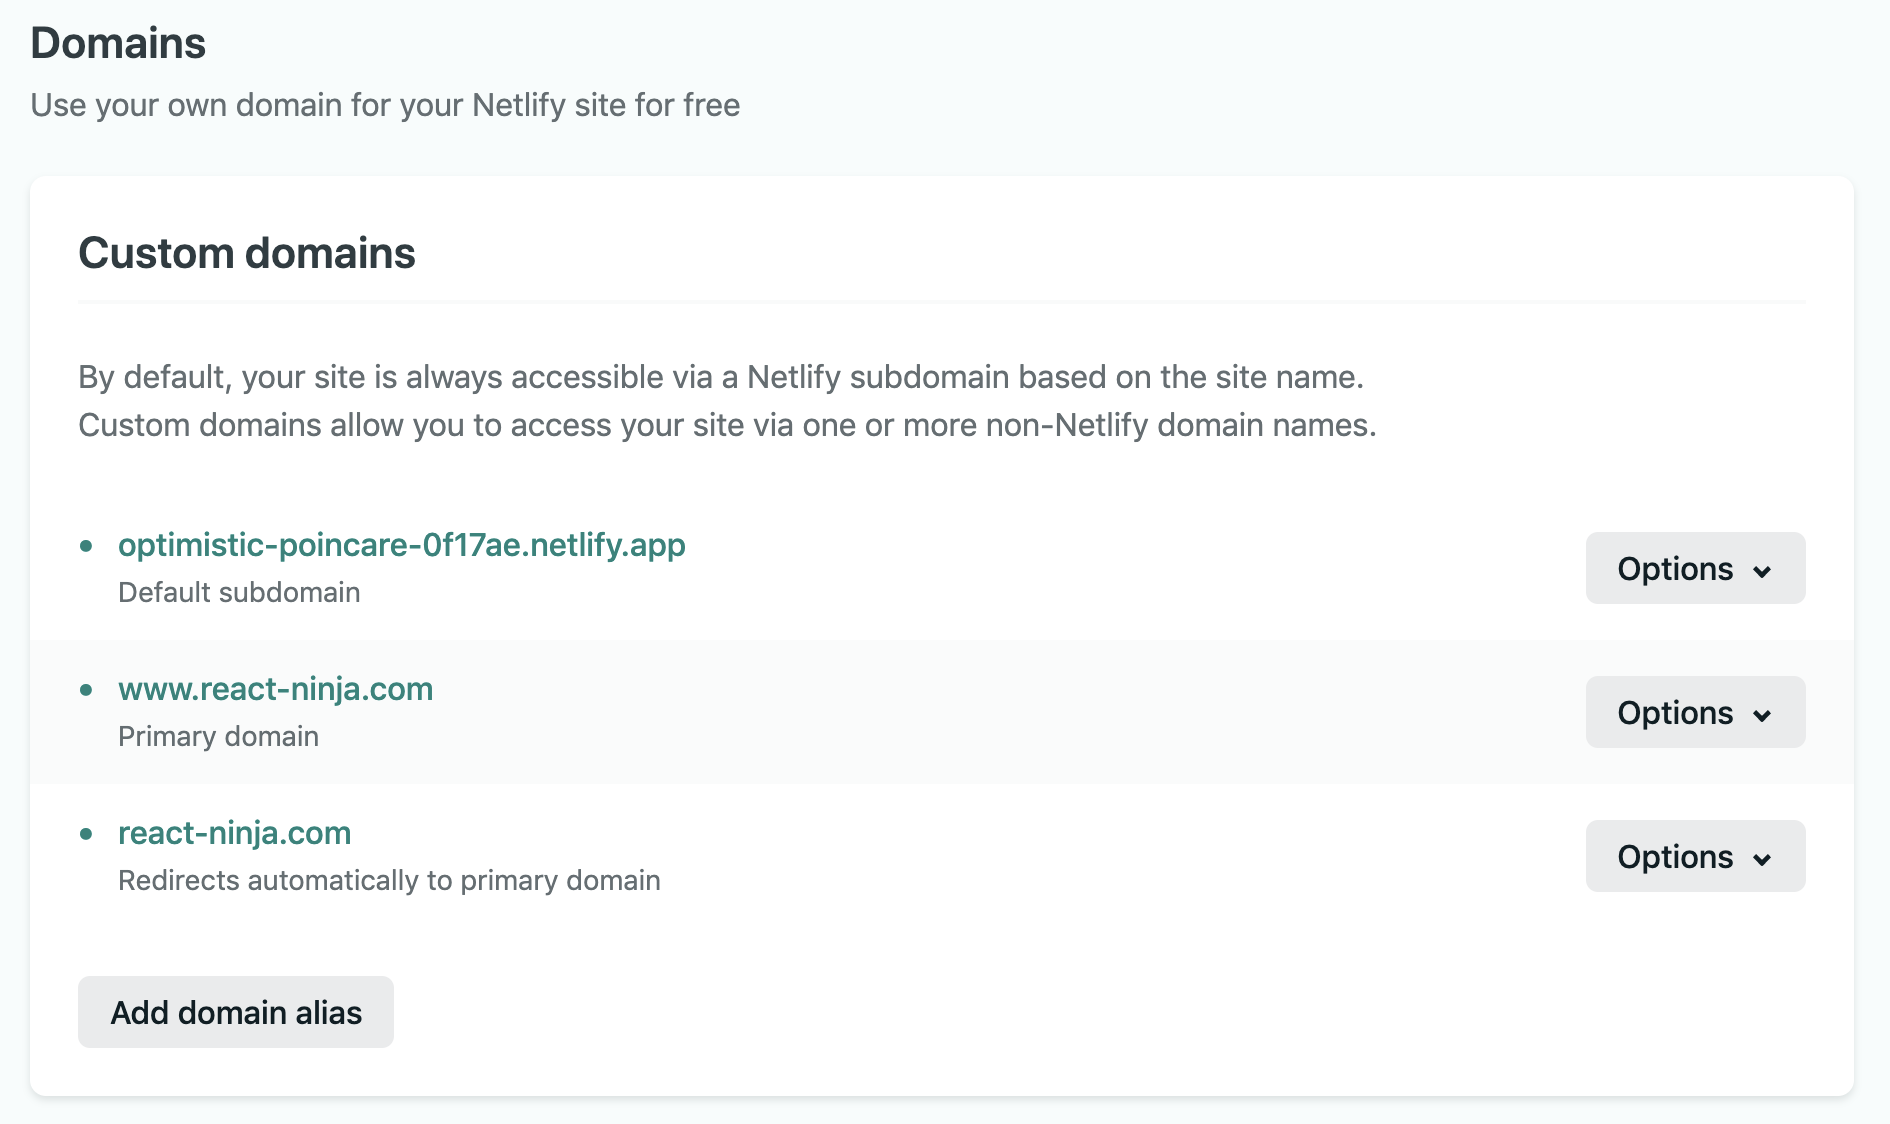 Domains
Use your own domain for your Netlify site for free
Custom domains
By default, your site is always accessible via a Netlify subdomain based on the site name.
Custom domains allow you to access your site via one or more non-Netlify domain names.
optimistic-poincare-0f17ae.netlify.app
Default subdomain
Options
www.react-ninja.com
Primary domain
Options
react-ninja.com
Redirects automatically to primary domain
Options
Add domain alias